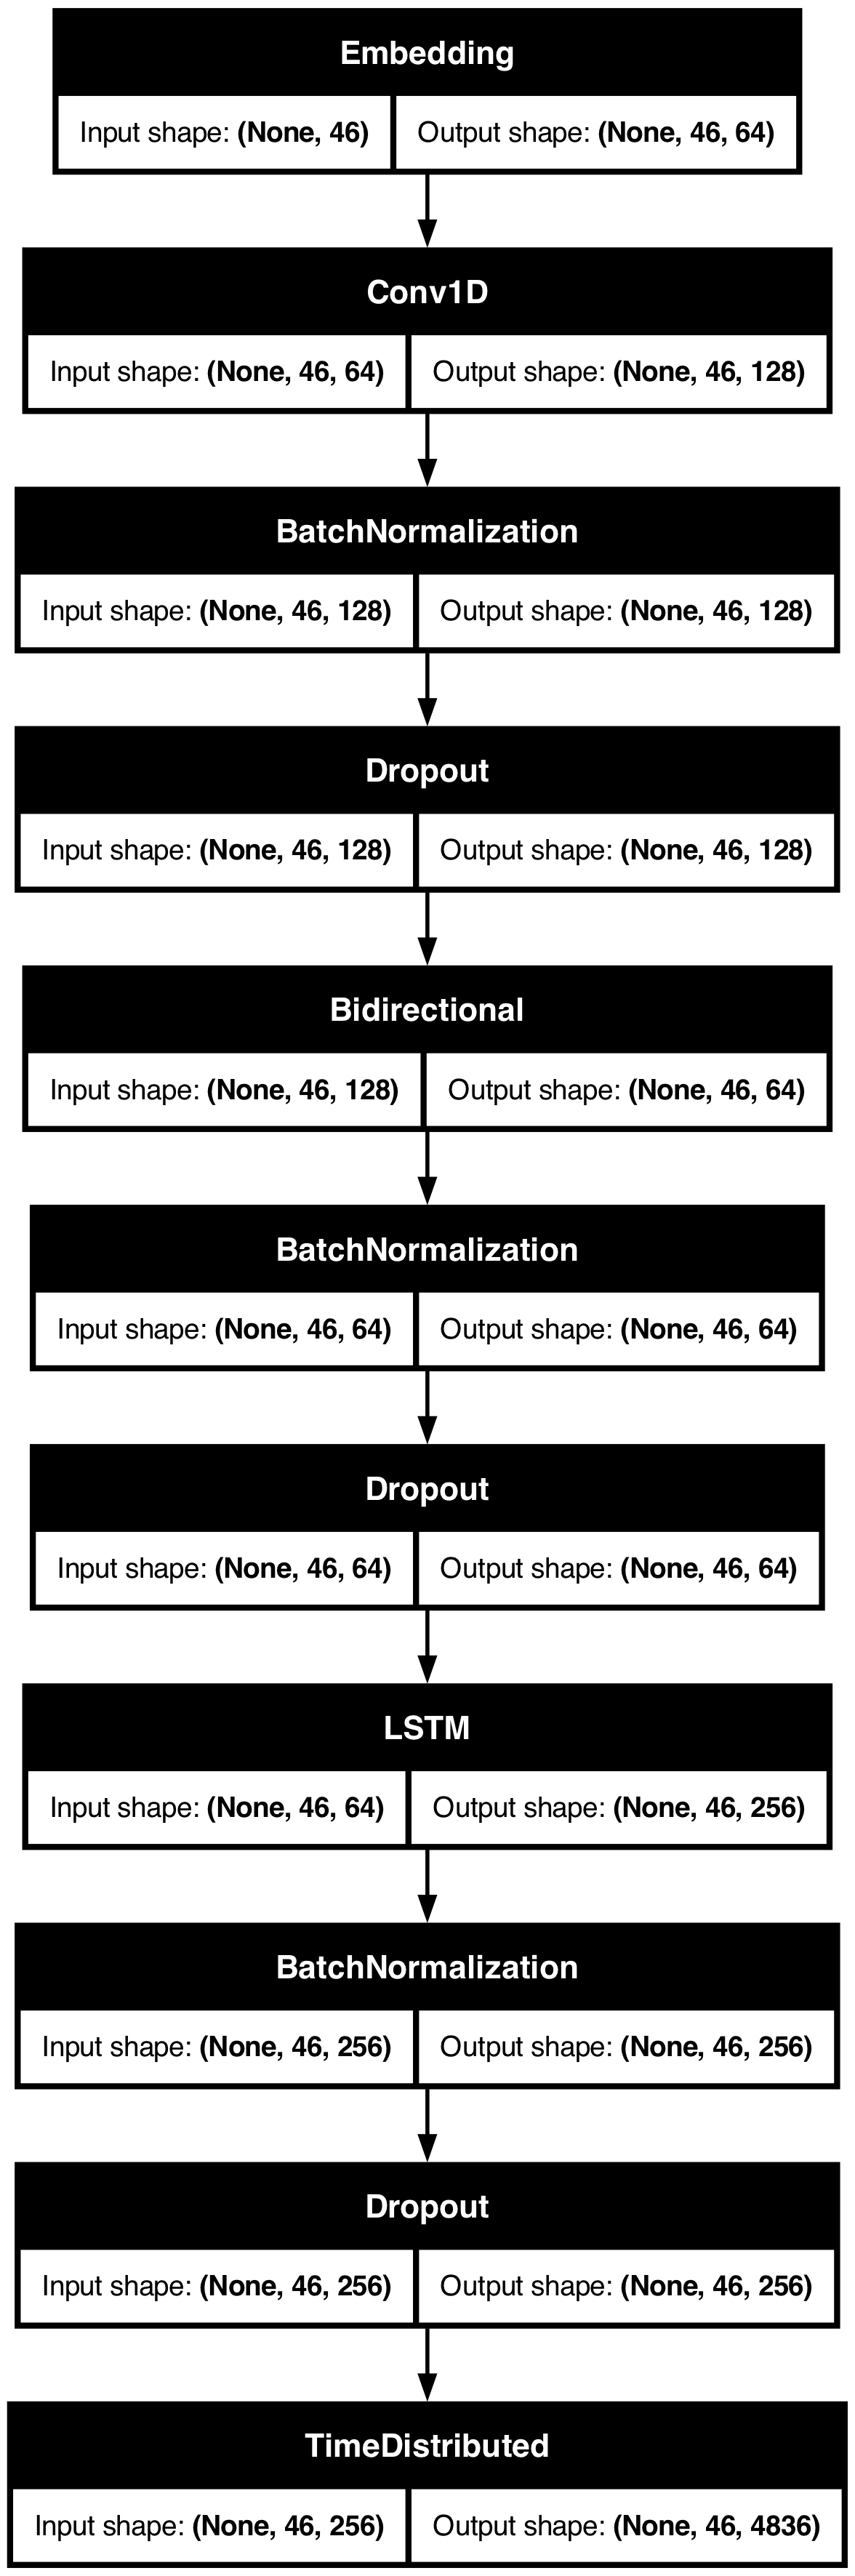 Embedding
Input shape: (None, 46) Output shape: (None, 46, 64)
Conv1D
Input shape: (None, 46, 64) Output shape: (None, 46, 128)
BatchNormalization
Input shape: (None, 46, 128) Output shape: (None, 46, 128)
Dropout
Input shape: (None, 46, 128) Output shape: (None, 46, 128)
Bidirectional
Input shape: (None, 46, 128) Output shape: (None, 46, 64)
BatchNormalization
Input shape: (None, 46, 64) Output shape: (None, 46, 64)
Dropout
Input shape: (None, 46, 64) Output shape: (None, 46, 64)
LSTM
Input shape: (None, 46, 64) Output shape: (None, 46, 256)
BatchNormalization
Input shape: (None, 46, 256) Output shape: (None, 46, 256)
Dropout
Input shape: (None, 46, 256) Output shape: (None, 46, 256)
TimeDistributed
Input shape: (None, 46, 256) Output shape: (None, 46, 4836)